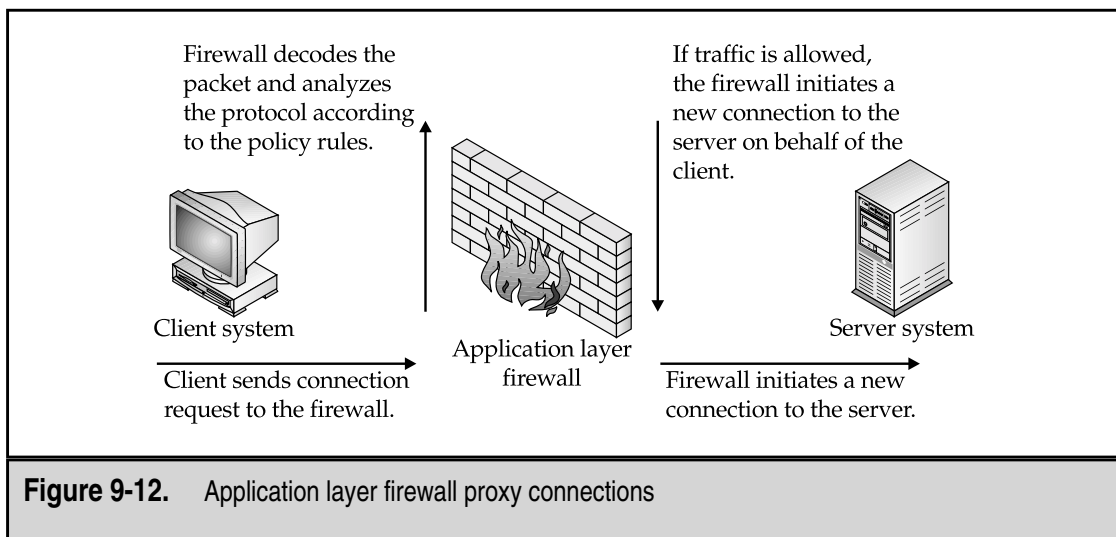 Firewall decodes the
packet and analyzes
the protocol according
to the policy rules.
If traffic is allowed,
the firewall initiates a
new connection to the
server on behalf of the
client.
Client system
Application layer
firewall
Server system
Client sends connection
request to the firewall.
Firewall initiates a new
connection to the server.
Figure 9-12. Application layer firewall proxy connections